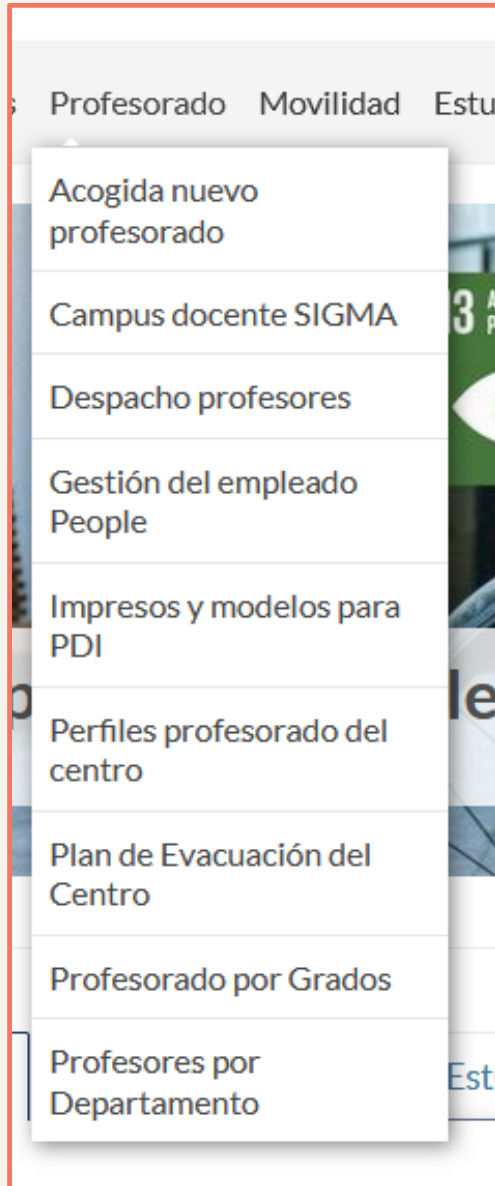 Profesorado Movilidad Estu
Acogida nuevo
profesorado
Campus docente SIGMA
Despacho profesores
Gestión del empleado
People
Impresos y modelos para
PDI
Perfiles profesorado del
centro
Plan de Evacuación del
Centro
Profesorado por Grados
Profesores por
Departamento